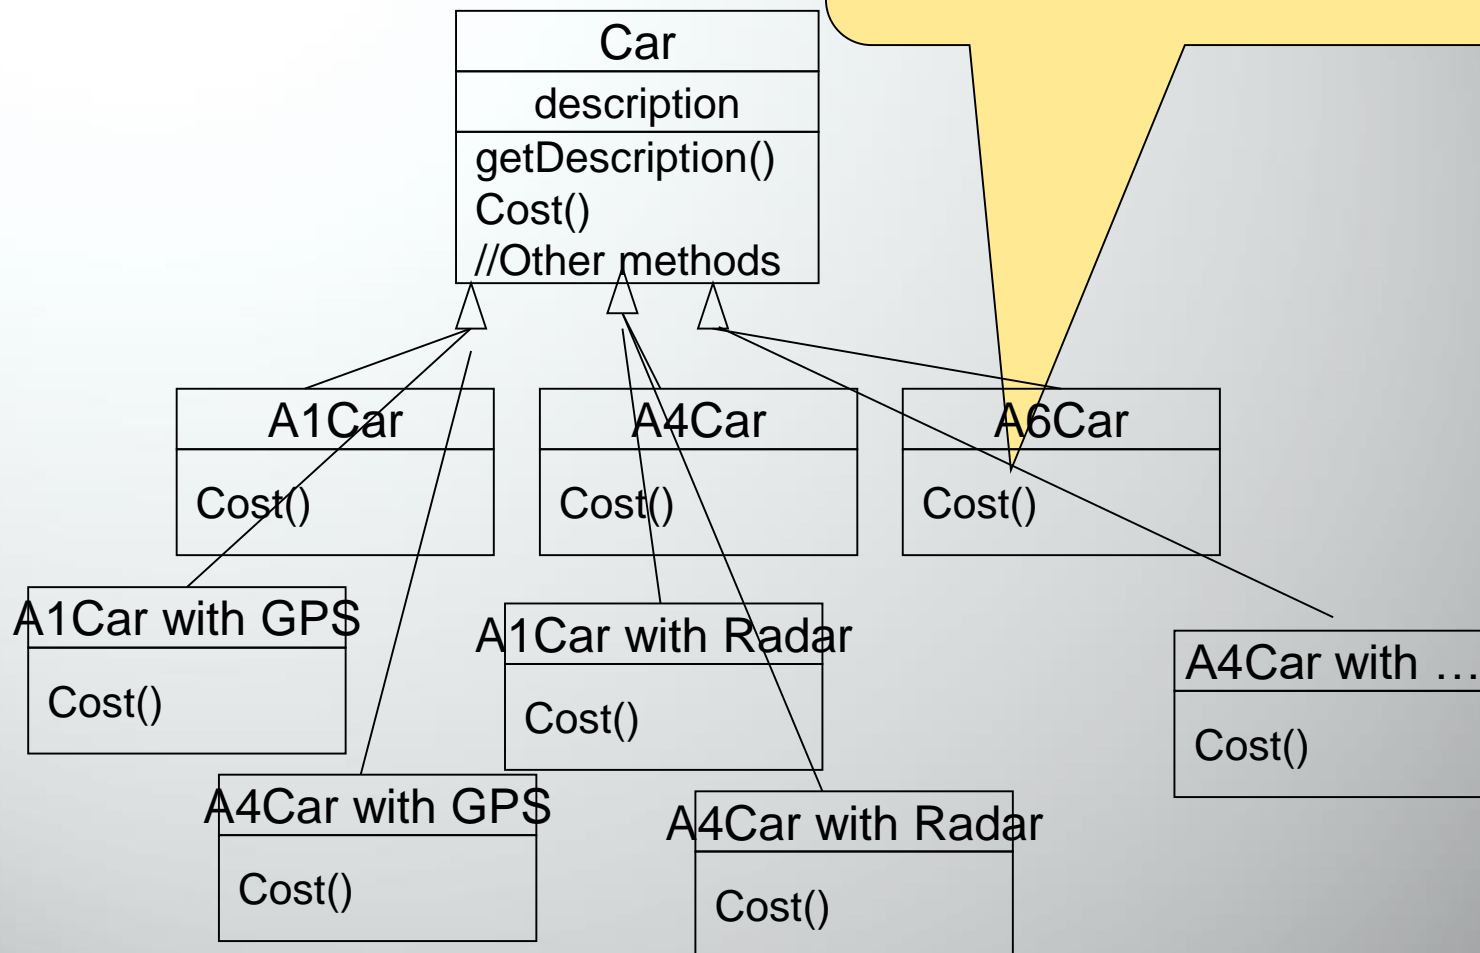 Car
description
getDescription()
Cost()
//Other methods
A1Car
Cost()
A4Car
Cost()
A6Car
Cost()
A1Car with GPS
Cost()
A1Car with Radar
Cost()
A4Car with …
Cost()
A4Car with GPS
Cost()
A4Car with Radar
Cost()